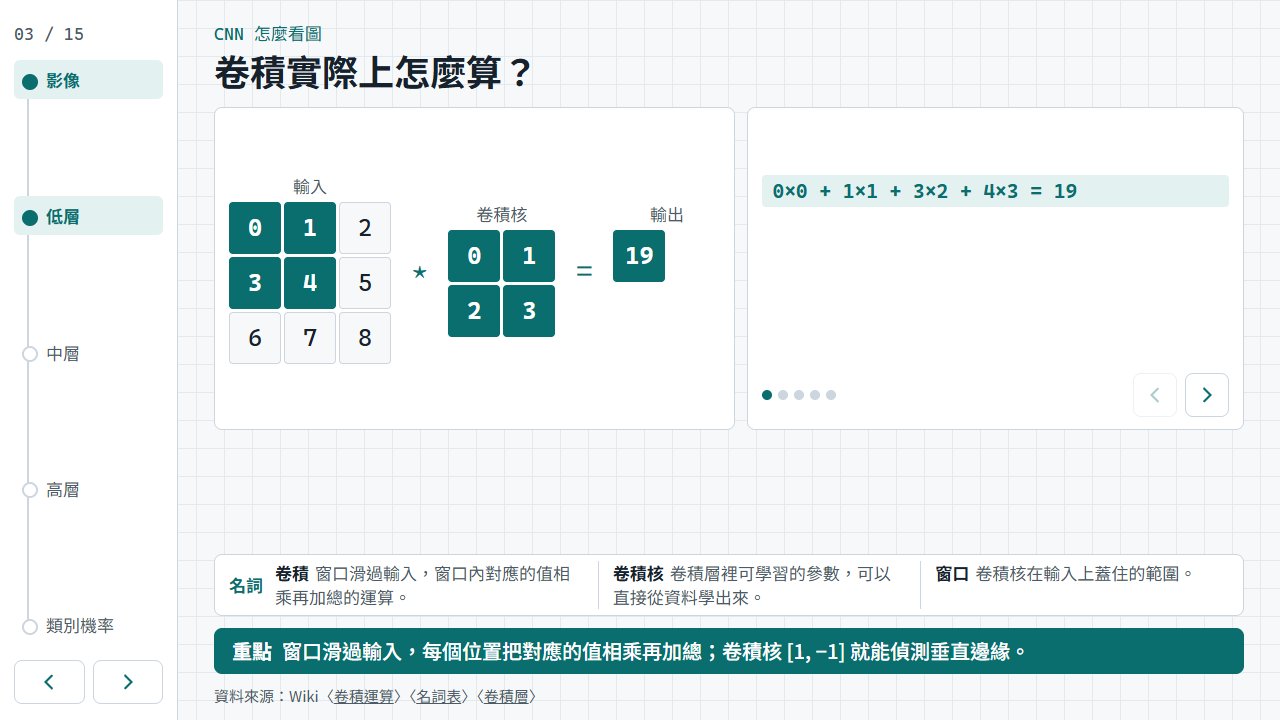 03 / 15
影像
低層
中層
高層
類別機率
CNN 怎麼看圖
卷積實際上怎麼算？
輸入
0 1 2
3 4 5
6 7 8
★
卷積核
0 1
2 3
=
輸出
19
0×0 + 1×1 + 3×2 + 4×3 = 19
名詞
卷積 窗口滑過輸入，窗口內對應的值相
乘再加總的運算。
卷積核 卷積層裡可學習的參數，可以
直接從資料學出來。
窗口 卷積核在輸入上蓋住的範圍。
重點 窗口滑過輸入，每個位置把對應的值相乘再加總；卷積核 [1, −1] 就能偵測垂直邊緣。
資料來源：Wiki〈卷積運算〉〈名詞表〉〈卷積層〉